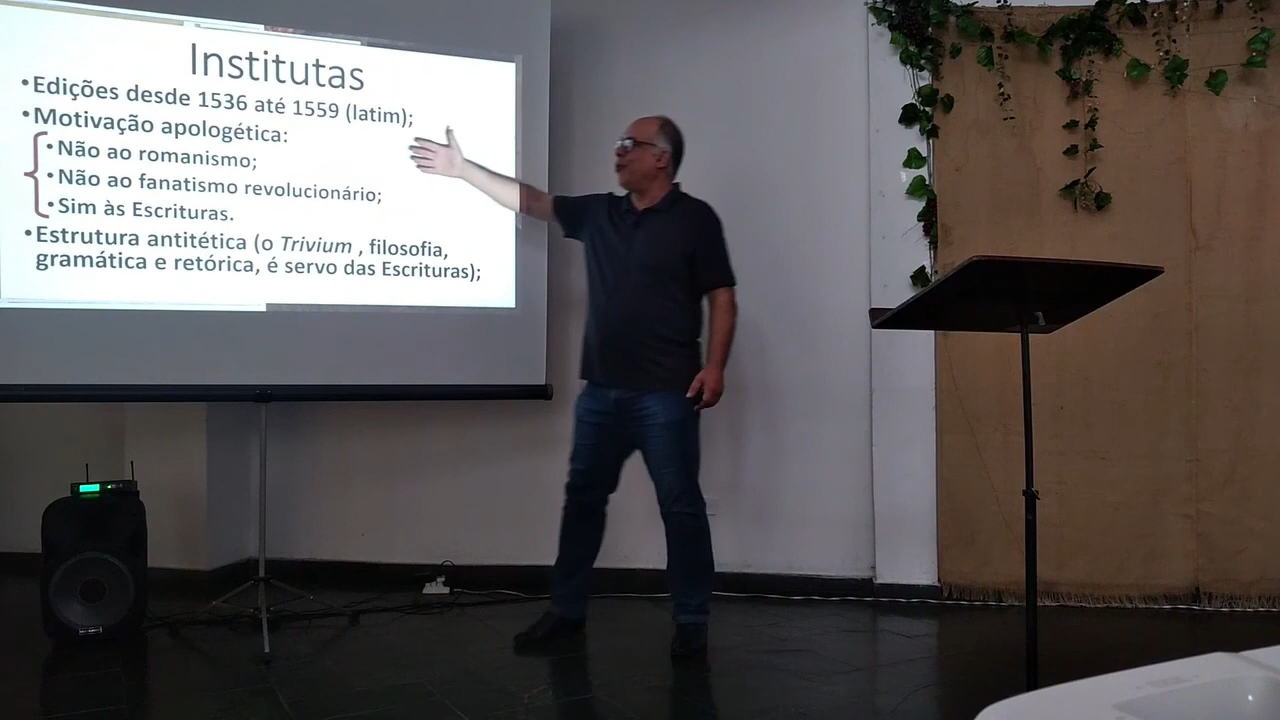 Institutas
•Edições desde 1536 até 1559 (latim);
•Motivação apologética:
•Não ao romanismo;
•Não ao fanatismo revolucionário;
•Sim às Escrituras.
•Estrutura antitética (o Trivium , filosofia,
gramática e retórica, é servo das Escrituras);